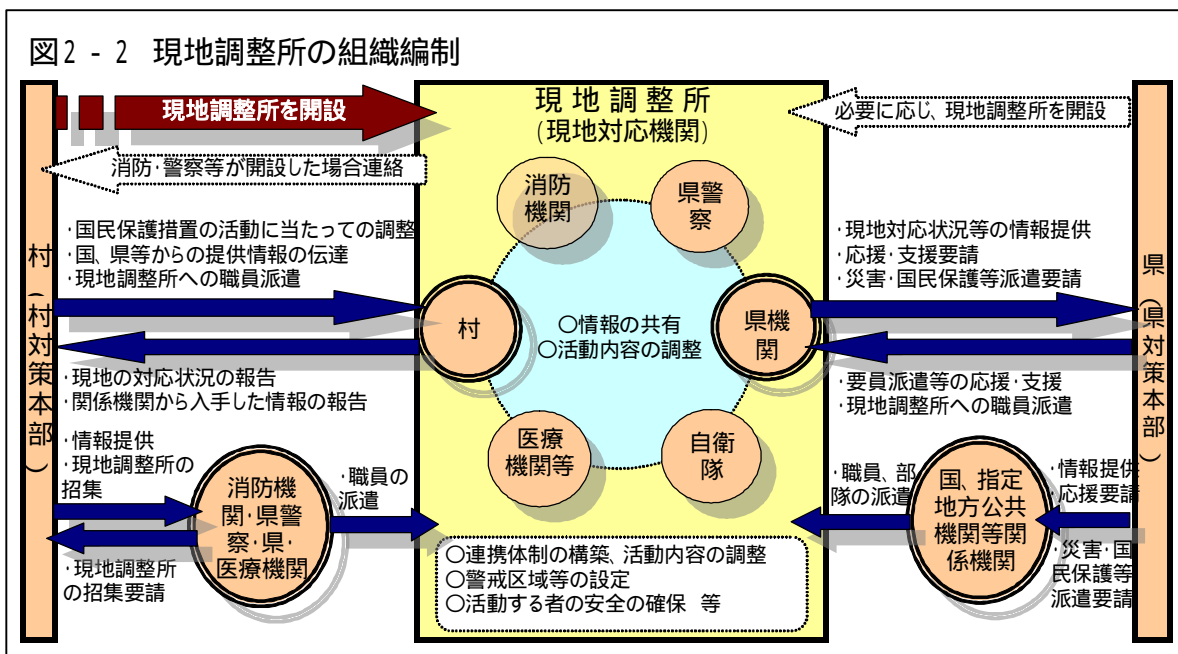 図2-2 現地調整所の組織編制
現地調整所を開設
消防・警察等が開設した場合連絡
現地調整所
(現地対応機関)
必要に応じ、現地調整所を開設
村(村対策本部)
・国民保護措置の活動に当たっての調整
・国、県等からの提供情報の伝達
・現地調整所への職員派遣
・現地の対応状況の報告
・関係機関から入手した情報の報告
・情報提供
・現地調整所の
招集
消防機
関・県警
察・県・
医療機関
・職員の
派遣
・現地調整所
の招集要請
消防
機関
県警
察
村
○情報の共有
○活動内容の調整
県機
関
医療
機関等
自衛
隊
○連携体制の構築、活動内容の調整
○警戒区域等の設定
○活動する者の安全の確保 等
・現地対応状況等の情報提供
・応援・支援要請
・災害・国民保護等派遣要請
・要員派遣等の応援・支援
・現地調整所への職員派遣
・職員、部
隊の派遣
国、指定
地方公共
機関等関
係機関
・情報提供
・応援要請
・災害・国
民保護等
派遣要請
県(県対策本部)